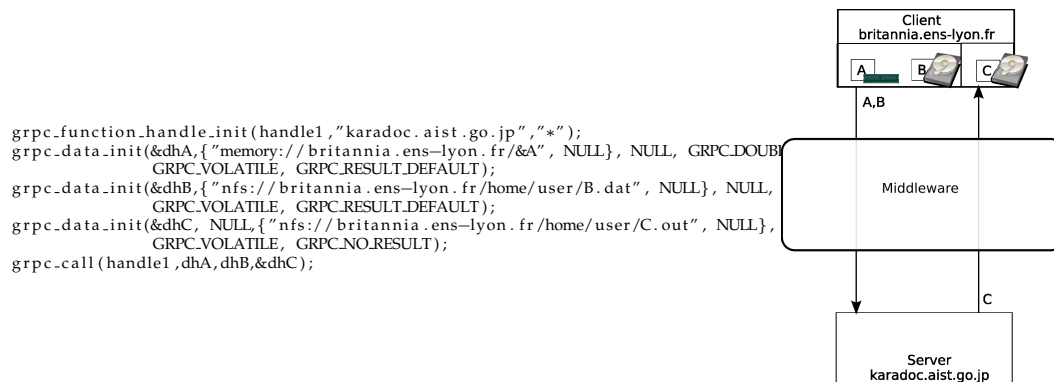 grpc_function_handle_init(handle1,"karadoc.aist.go.jp","*");
grpc_data_init(&dhA,{"memory://britannia.ens-lyon.fr/&A", NULL}, NULL,
GRPC_VOLATILE, GRPC_RESULT_DEFAULT);
grpc_data_init(&dhB,{"nfs://britannia.ens-lyon.fr/home/user/B.dat", NULL}, NULL,
GRPC_VOLATILE, GRPC_RESULT_DEFAULT);
grpc_data_init(&dhC, NULL,{"nfs://britannia.ens-lyon.fr/home/user/C.out", NULL},
GRPC_VOLATILE, GRPC_NO_RESULT);
grpc_call(handle1,dhA,dhB,&dhC);
Client
britannia.ens-lyon.fr
A
B
C
A,B
Middleware
C
Server
karadoc.aist.go.jp